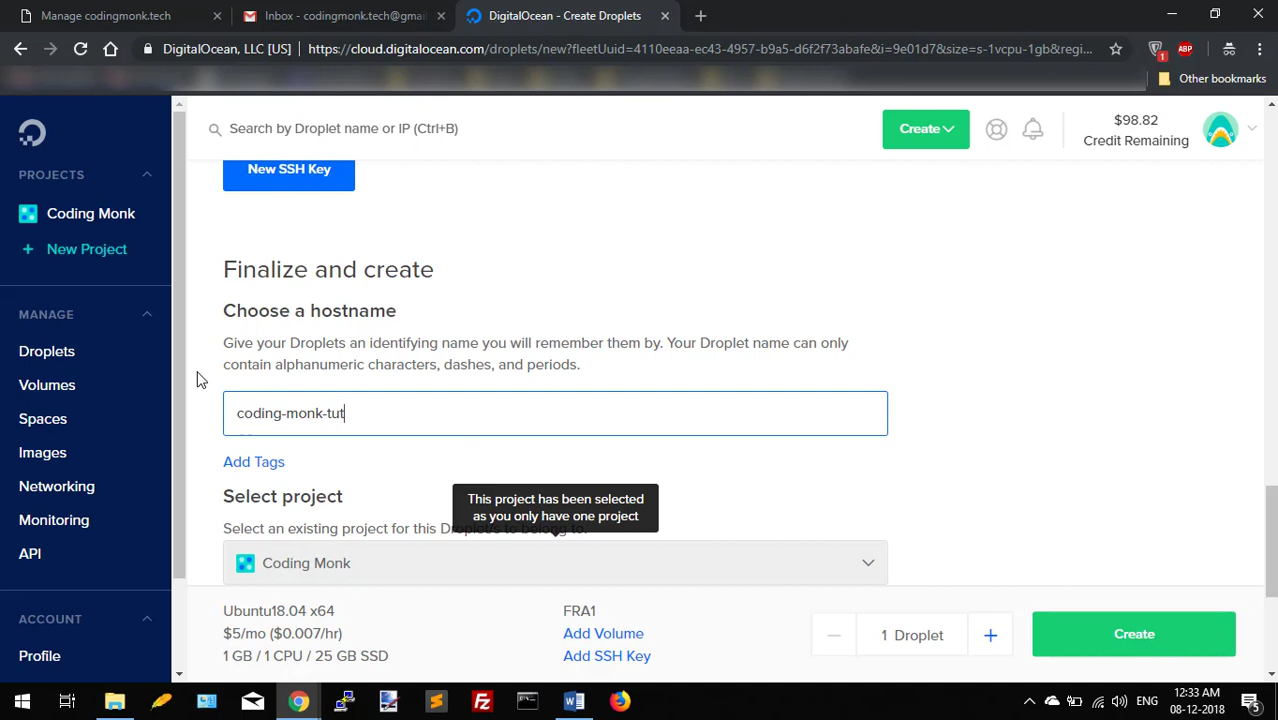 Manage codingmonk.tech
Inbox - codingmonk.tech@gmai
DigitalOcean - Create Droplets
DigitalOcean, LLC [US]
https://cloud.digitalocean.com/droplets/new?fleetUuid=4110eeaa-ec43-4957-b9a5-d6f2f73abafe&i=9e01d7&size=s-1vcpu-1gb&regi...
1
ABP
Other bookmarks
Search by Droplet name or IP (Ctrl+B)
Create
$98.82
Credit Remaining
PROJECTS
Coding Monk
+ New Project
MANAGE
Droplets
Volumes
Spaces
Images
Networking
Monitoring
API
ACCOUNT
Profile
New SSH Key
Finalize and create
Choose a hostname
Give your Droplets an identifying name you will remember them by. Your Droplet name can only
contain alphanumeric characters, dashes, and periods.
coding-monk-tut
Add Tags
Select project
This project has been selected
as you only have one project
Select an existing project for this Droplet/s to belong to.
Coding Monk
Ubuntu18.04 x64
$5/mo ($0.007/hr)
1 GB / 1 CPU / 25 GB SSD
FRA1
Add Volume
Add SSH Key
1 Droplet
+
Create
ENG
12:33 AM
08-12-2018
5